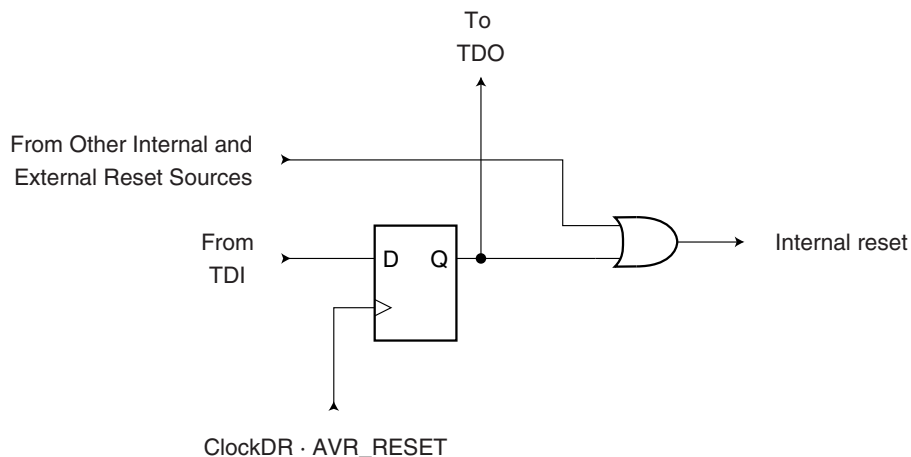 To
TDO
From Other Internal and
External Reset Sources
From
TDI
D Q
Internal reset
ClockDR · AVR_RESET